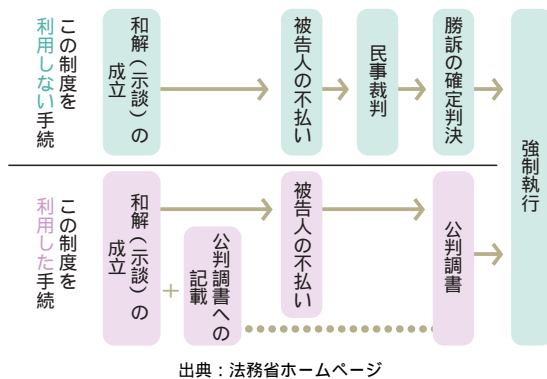 この制度を
利用しない手続
和解（示談）の
成立
被告人の不払い
民事裁判
勝訴の確定判決
強制執行
この制度を
利用した手続
和解（示談）の
成立
+
公判調書への
記載
被告人の不払い
公判調書
出典：法務省ホームページ